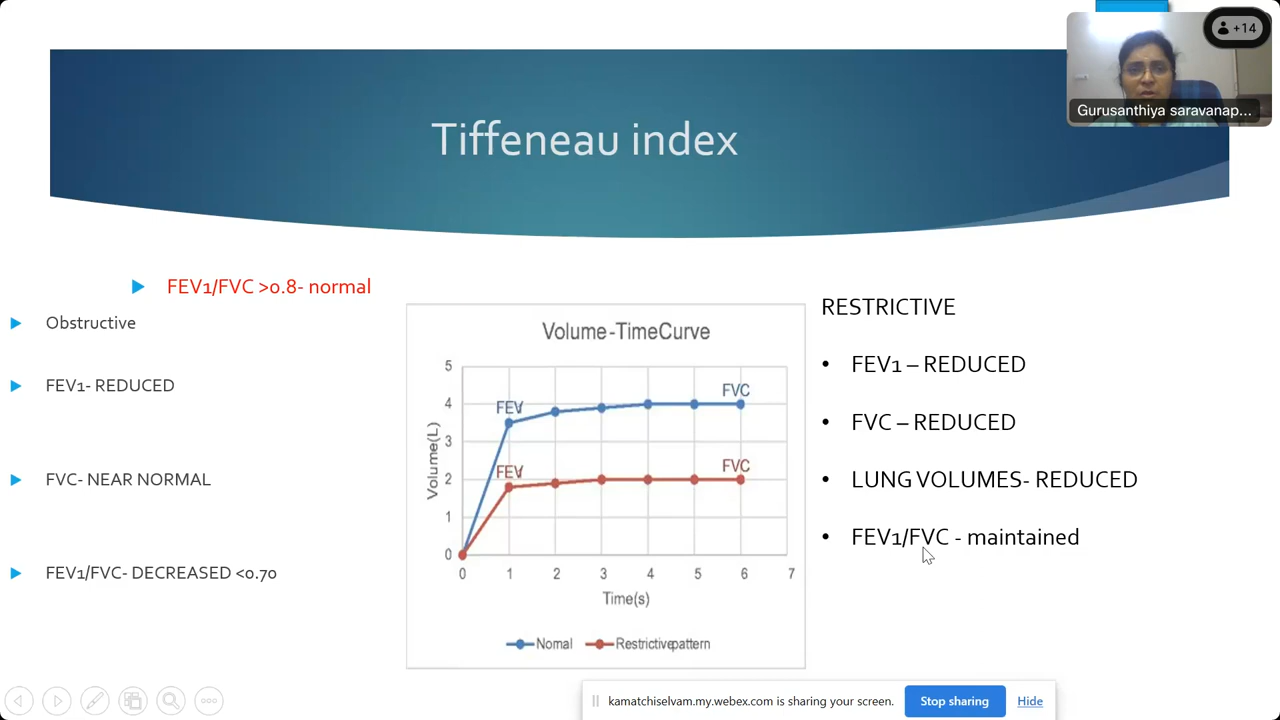 +14
Gurusanthiya saravanap...
Tiffeneau index
FEV1/FVC >0.8- normal
Obstructive
FEV1- REDUCED
FVC- NEAR NORMAL
FEV1/FVC- DECREASED <0.70
Volume-TimeCurve
Volume(L)
5
4
3
2
1
0
FEV1
FVC
FEV1
FVC
0 1 2 3 4 5 6 7
Time(s)
Nomal Restrictivepattern
RESTRICTIVE
• FEV1 – REDUCED
• FVC – REDUCED
• LUNG VOLUMES- REDUCED
• FEV1/FVC - maintained
kamatchiselvam.my.webex.com is sharing your screen. Stop sharing Hide